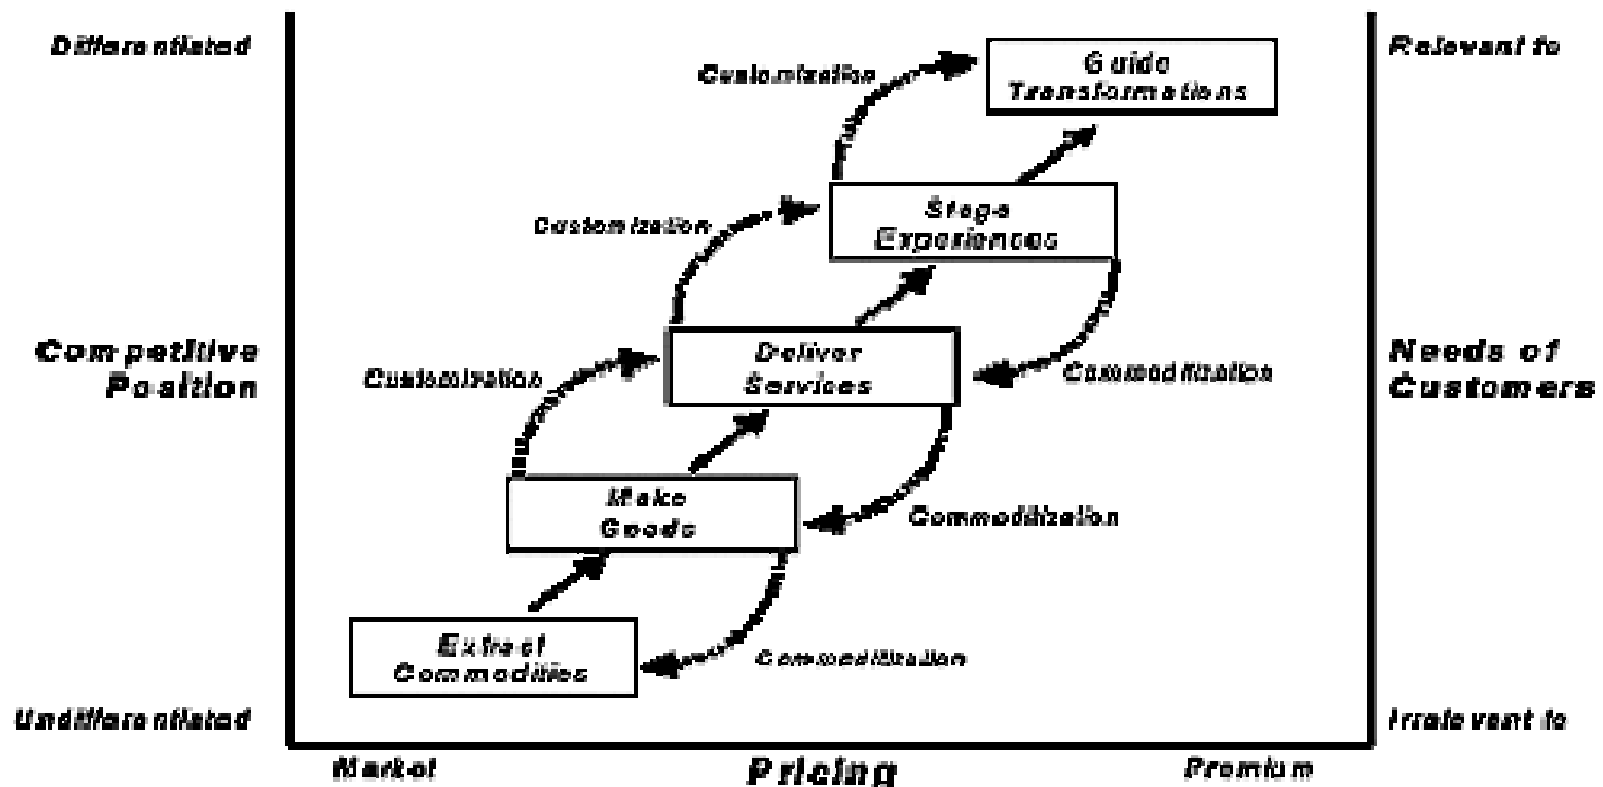 Differentiated
Relevant to
Customization
Guide
Transformations
Customization
Stage
Experiences
Competitive
Position
Customization
Deliver
Services
Commoditization
Needs of
Customers
Make
Goods
Commoditization
Extract
Commodities
Commoditization
Undifferentiated
Irrelevant to
Market
Pricing
Premium